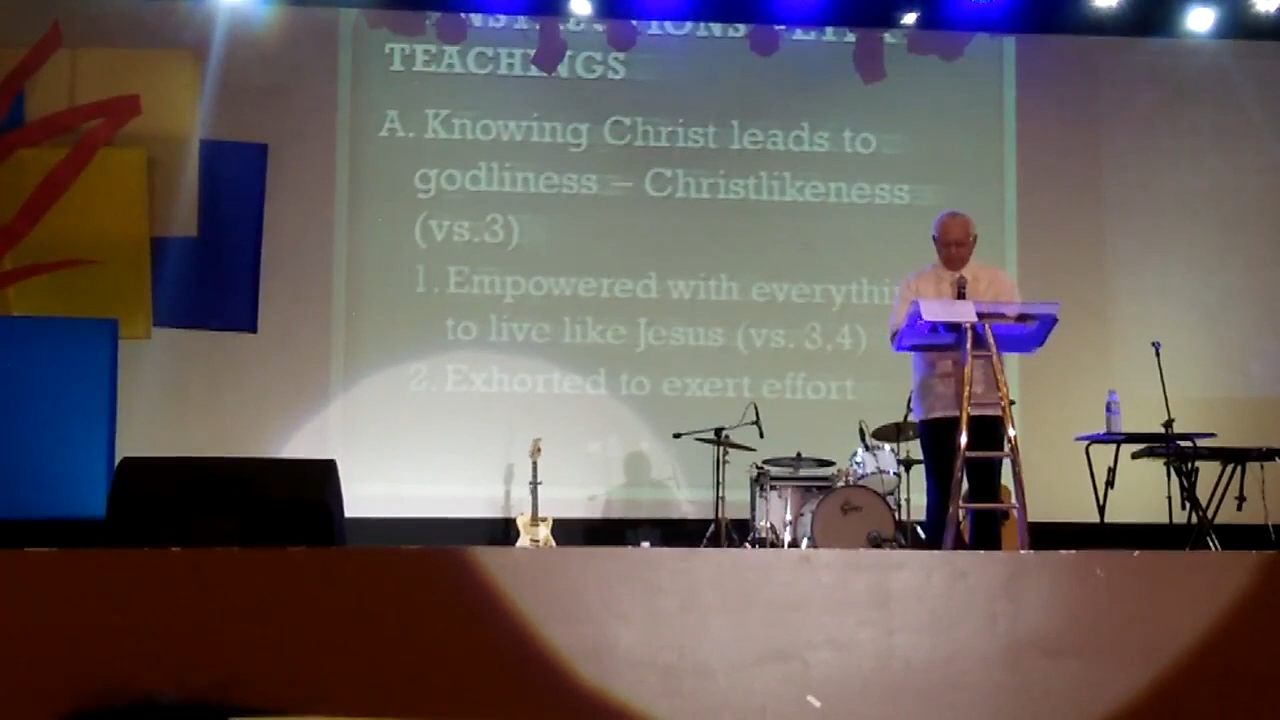 TEACHINGS
A. Knowing Christ leads to
godliness – Christlikeness
(vs.3)
1. Empowered with everythi
to live like Jesus (vs. 3,4)
2. Exhorted to exert effort